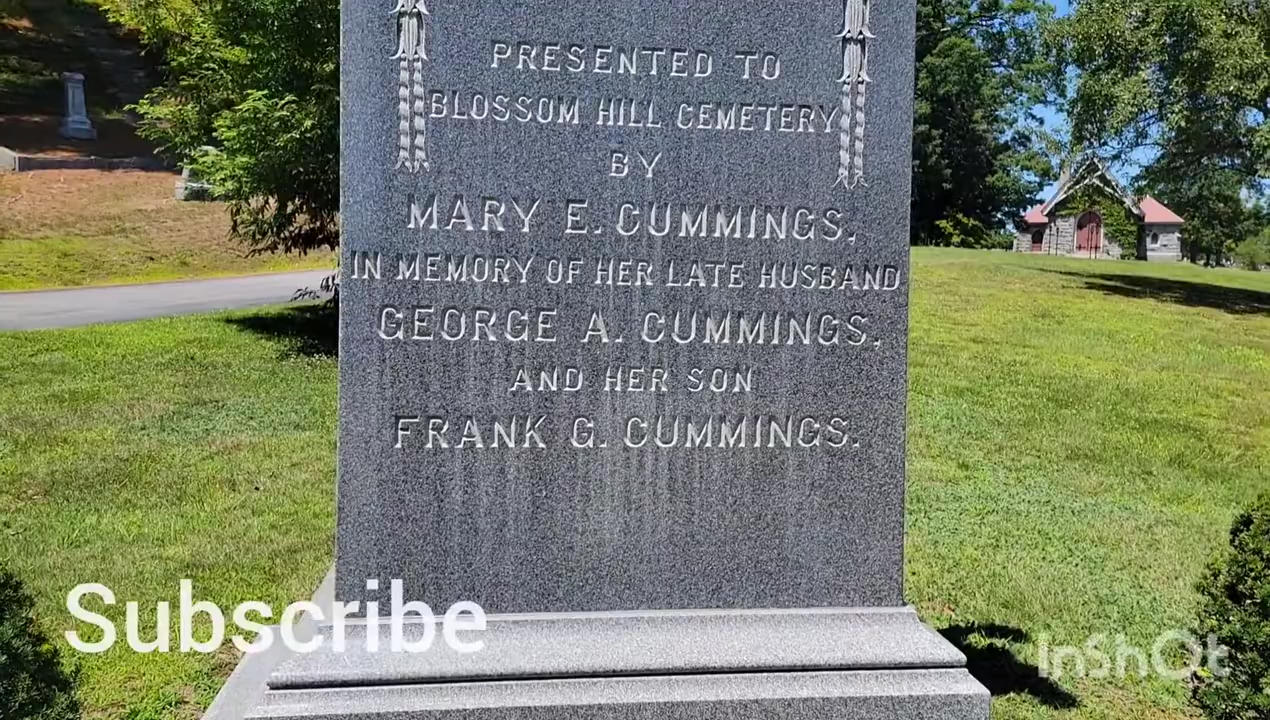 PRESENTED TO
BLOSSOM HILL CEMETERY
BY
MARY E. CUMMINGS,
IN MEMORY OF HER LATE HUSBAND
GEORGE A. CUMMINGS,
AND HER SON
FRANK G. CUMMINGS.
Subscribe
InShOt